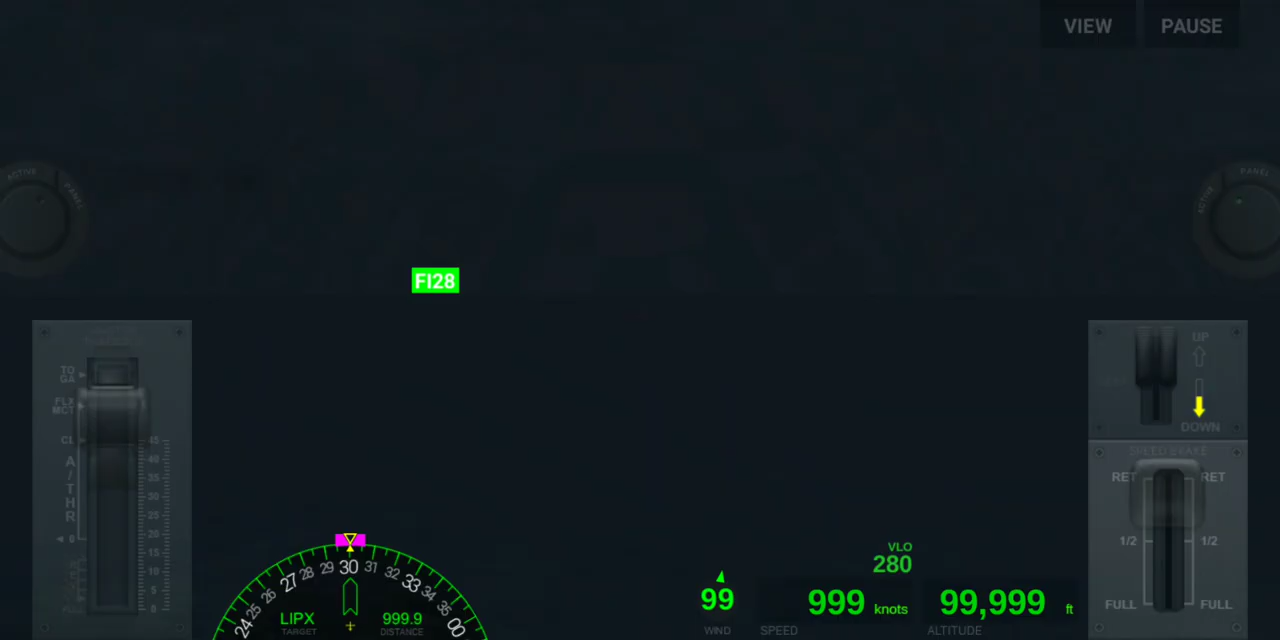 VIEW PAUSE
ACTIVE PANEL
ACTIVE PANEL
FI28
TO
GA
FLX
MCT
CL
A
/
T
H
R
0
45
40
35
30
25
20
15
10
5
0
24 25 26 27 28 29 30 31 32 33 34 35 00
LIPX
TARGET
999.9
DISTANCE
99
WIND
VLO
280
999 knots
SPEED
99,999 ft
ALTITUDE
UP
DOWN
SPEED BRAKE
RET RET
1/2 1/2
FULL FULL